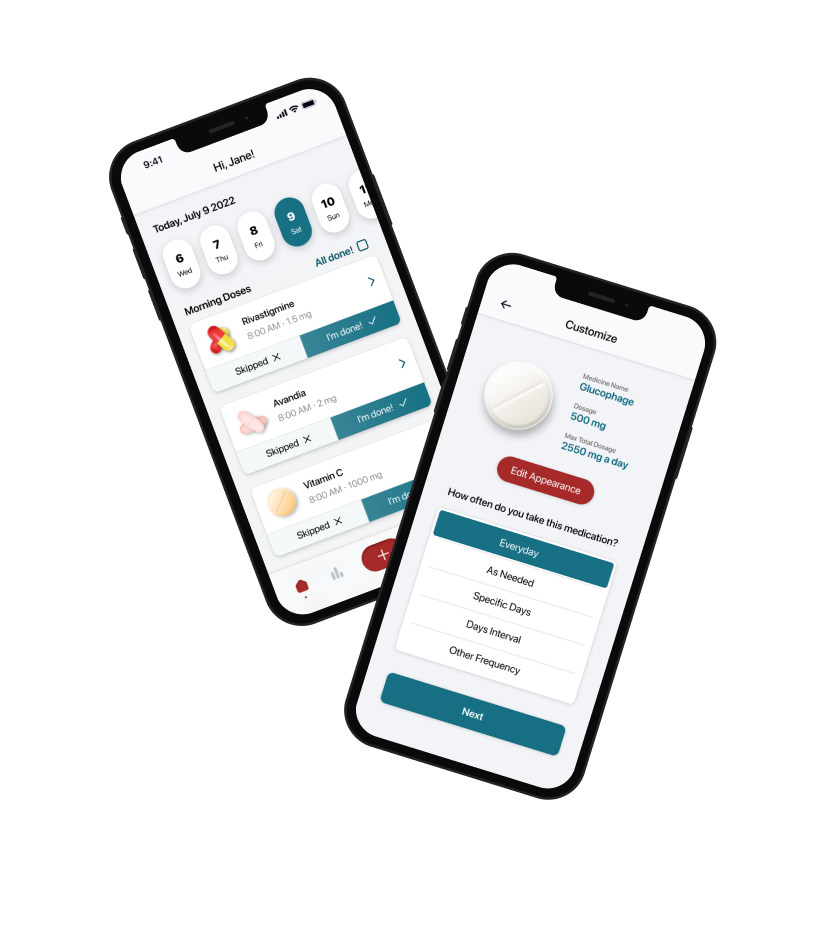 9:41
Hi, Jane!
Today, July 9 2022
6 7 8 9 10
Wed Thu Fri Sat Sun
All done!
Morning Doses
Rivastigmine
8:00 AM - 1.5 mg
Skipped I'm done!
Avandia
8:00 AM - 2 mg
Skipped I'm done!
Vitamin C
8:00 AM - 1000 mg
Skipped I'm do
Customize
Medicine Name
Glucophage
Dosage
500 mg
Max Total Dosage
2550 mg a day
Edit Appearance
How often do you take this medication?
Everyday
As Needed
Specific Days
Days Interval
Other Frequency
Next